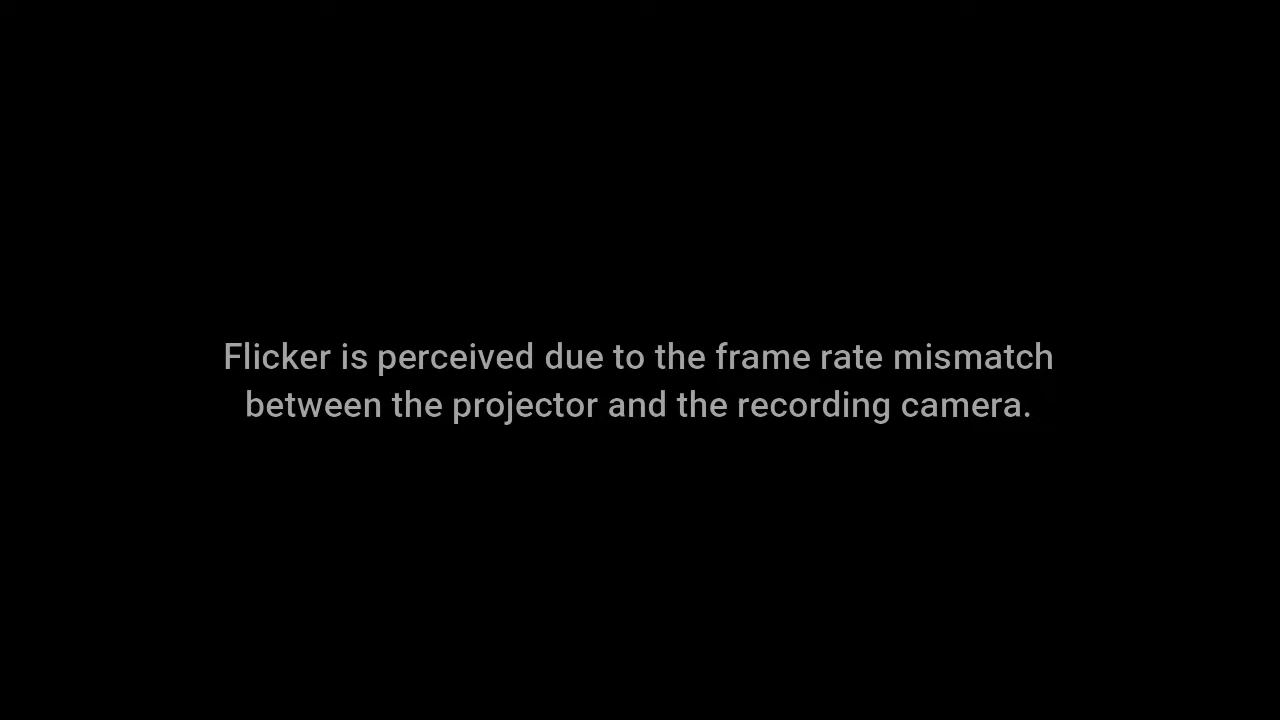 Flicker is perceived due to the frame rate mismatch
between the projector and the recording camera.